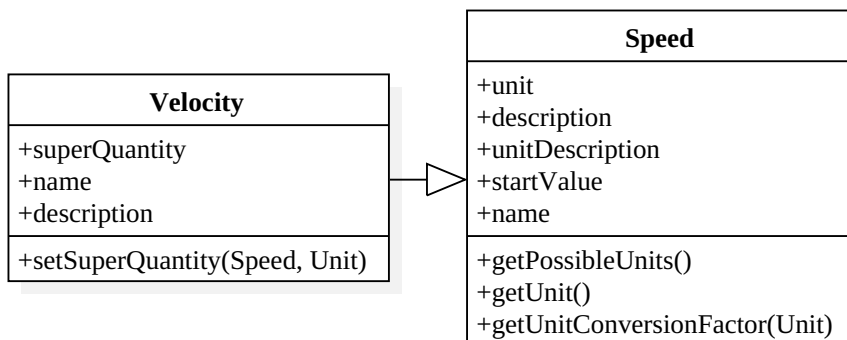 Velocity
+superQuantity
+name
+description
+setSuperQuantity(Speed, Unit)
Speed
+unit
+description
+unitDescription
+startValue
+name
+getPossibleUnits()
+getUnit()
+getUnitConversionFactor(Unit)